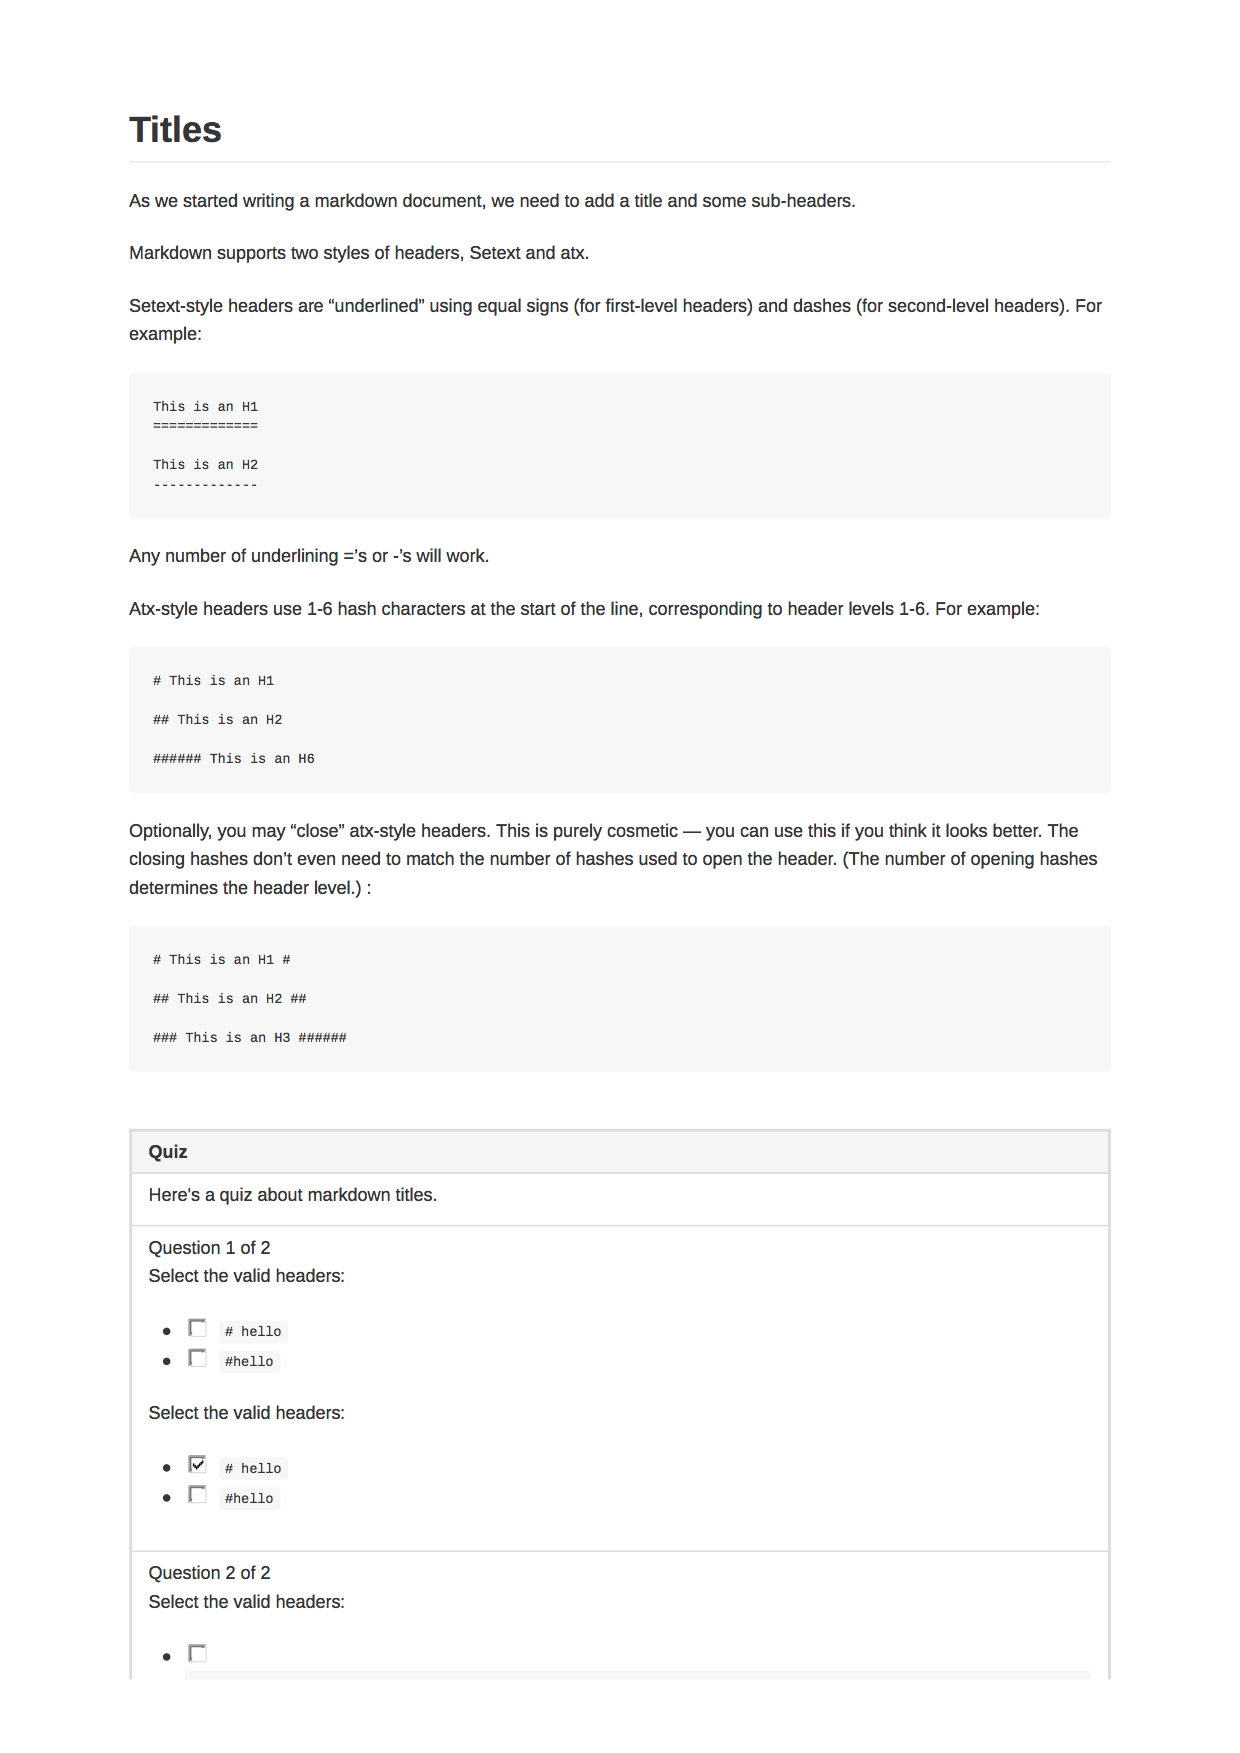 Titles
As we started writing a markdown document, we need to add a title and some sub-headers.
Markdown supports two styles of headers, Setext and atx.
Setext-style headers are “underlined” using equal signs (for first-level headers) and dashes (for second-level headers). For
example:
This is an H1
=============
This is an H2
-------------
Any number of underlining =’s or -’s will work.
Atx-style headers use 1-6 hash characters at the start of the line, corresponding to header levels 1-6. For example:
# This is an H1
## This is an H2
###### This is an H6
Optionally, you may “close” atx-style headers. This is purely cosmetic — you can use this if you think it looks better. The
closing hashes don’t even need to match the number of hashes used to open the header. (The number of opening hashes
determines the header level.) :
# This is an H1 #
## This is an H2 ##
### This is an H3 ######
Quiz
Here's a quiz about markdown titles.
Question 1 of 2
Select the valid headers:
# hello
#hello
Select the valid headers:
# hello
#hello
Question 2 of 2
Select the valid headers: